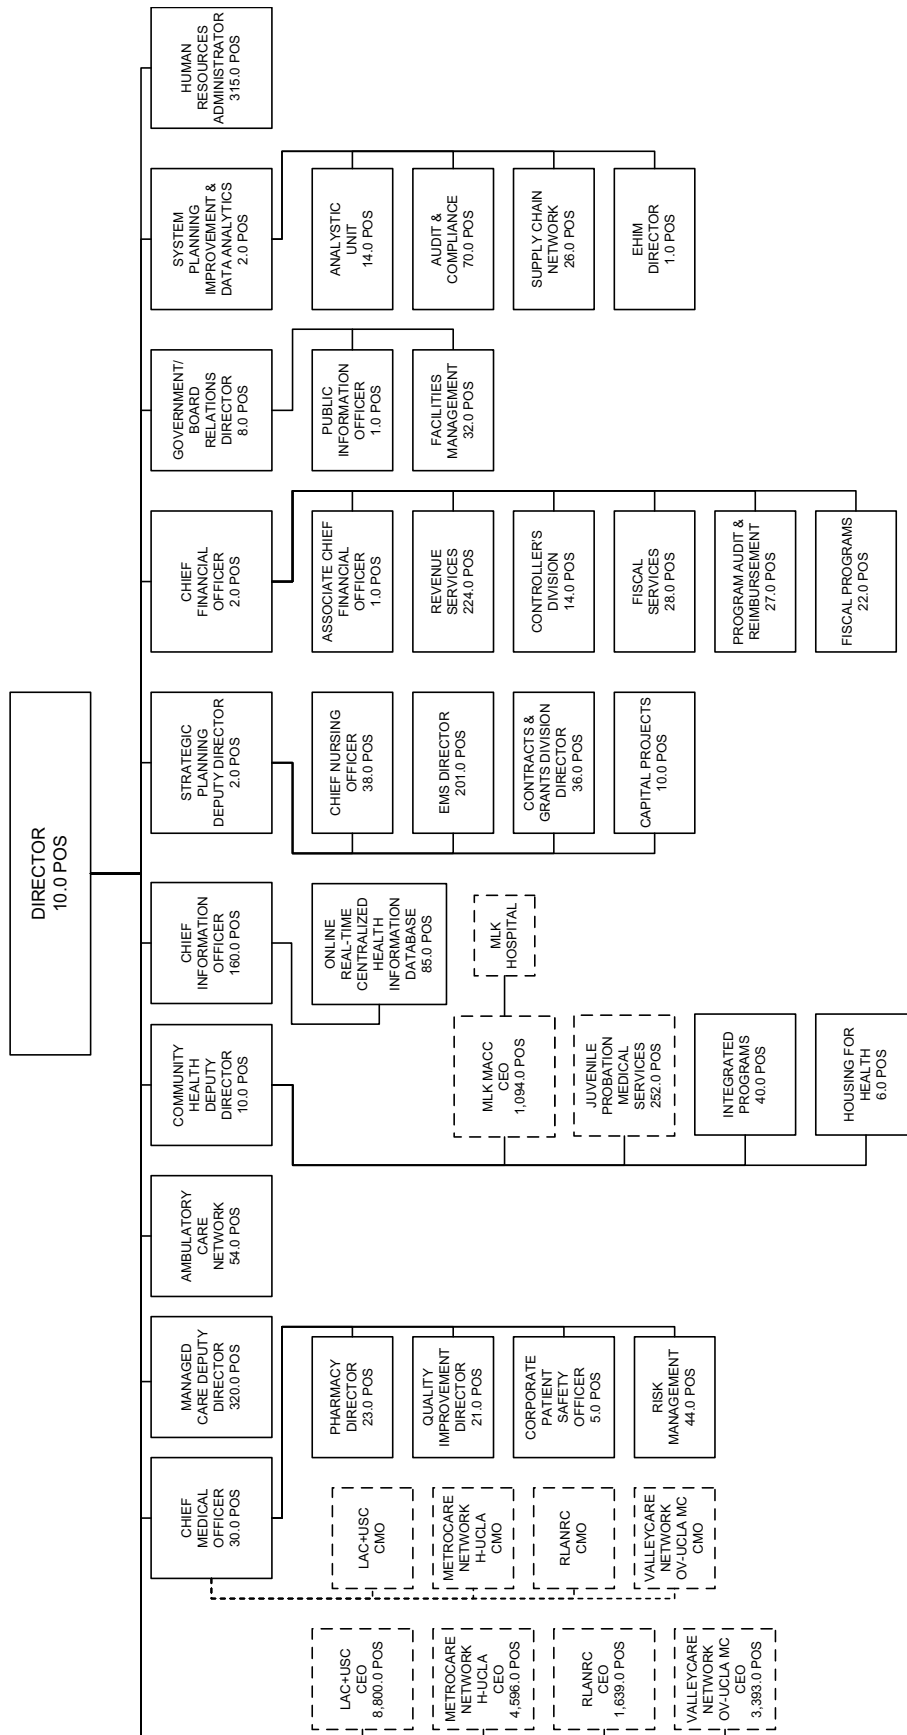 DIRECTOR
10.0 POS
CHIEF
MEDICAL
OFFICER
30.0 POS
MANAGED
CARE DEPUTY
DIRECTOR
320.0 POS
AMBULATORY
CARE
NETWORK
54.0 POS
COMMUNITY
HEALTH
DEPUTY
DIRECTOR
10.0 POS
CHIEF
INFORMATION
OFFICER
160.0 POS
STRATEGIC
PLANNING
DEPUTY DIRECTOR
2.0 POS
CHIEF
FINANCIAL
OFFICER
2.0 POS
GOVERNMENT/
BOARD
RELATIONS
DIRECTOR
8.0 POS
SYSTEM
PLANNING
IMPROVEMENT &
DATA ANALYTICS
2.0 POS
HUMAN
RESOURCES
ADMINISTRATOR
315.0 POS
LAC+USC
CEO
8,800.0 POS
METROCARE
NETWORK
H-UCLA
CEO
4,596.0 POS
RLANRC
CEO
1,639.0 POS
VALLEYCARE
NETWORK
OV-UCLA MC
CEO
3,393.0 POS
LAC+USC
CMO
METROCARE
NETWORK
H-UCLA
CMO
RLANRC
CMO
VALLEYCARE
NETWORK
OV-UCLA MC
CMO
PHARMACY
DIRECTOR
23.0 POS
QUALITY
IMPROVEMENT
DIRECTOR
21.0 POS
CORPORATE
PATIENT
SAFETY
OFFICER
5.0 POS
RISK
MANAGEMENT
44.0 POS
MLK MACC
CEO
1,094.0 POS
MLK
HOSPITAL
JUVENILE
PROBATION
MEDICAL
SERVICES
252.0 POS
INTEGRATED
PROGRAMS
40.0 POS
HOUSING FOR
HEALTH
6.0 POS
ONLINE
REAL-TIME
CENTRALIZED
HEALTH
INFORMATION
DATABASE
85.0 POS
CHIEF NURSING
OFFICER
38.0 POS
EMS DIRECTOR
201.0 POS
CONTRACTS &
GRANTS DIVISION
DIRECTOR
36.0 POS
CAPITAL PROJECTS
10.0 POS
ASSOCIATE CHIEF
FINANCIAL
OFFICER
1.0 POS
REVENUE
SERVICES
224.0 POS
CONTROLLER'S
DIVISION
14.0 POS
FISCAL
SERVICES
28.0 POS
PROGRAM AUDIT &
REIMBURSEMENT
27.0 POS
FISCAL PROGRAMS
22.0 POS
PUBLIC
INFORMATION
OFFICER
1.0 POS
FACILITIES
MANAGEMENT
32.0 POS
ANALYSTIC
UNIT
14.0 POS
AUDIT &
COMPLIANCE
70.0 POS
SUPPLY CHAIN
NETWORK
26.0 POS
EHIM
DIRECTOR
1.0 POS